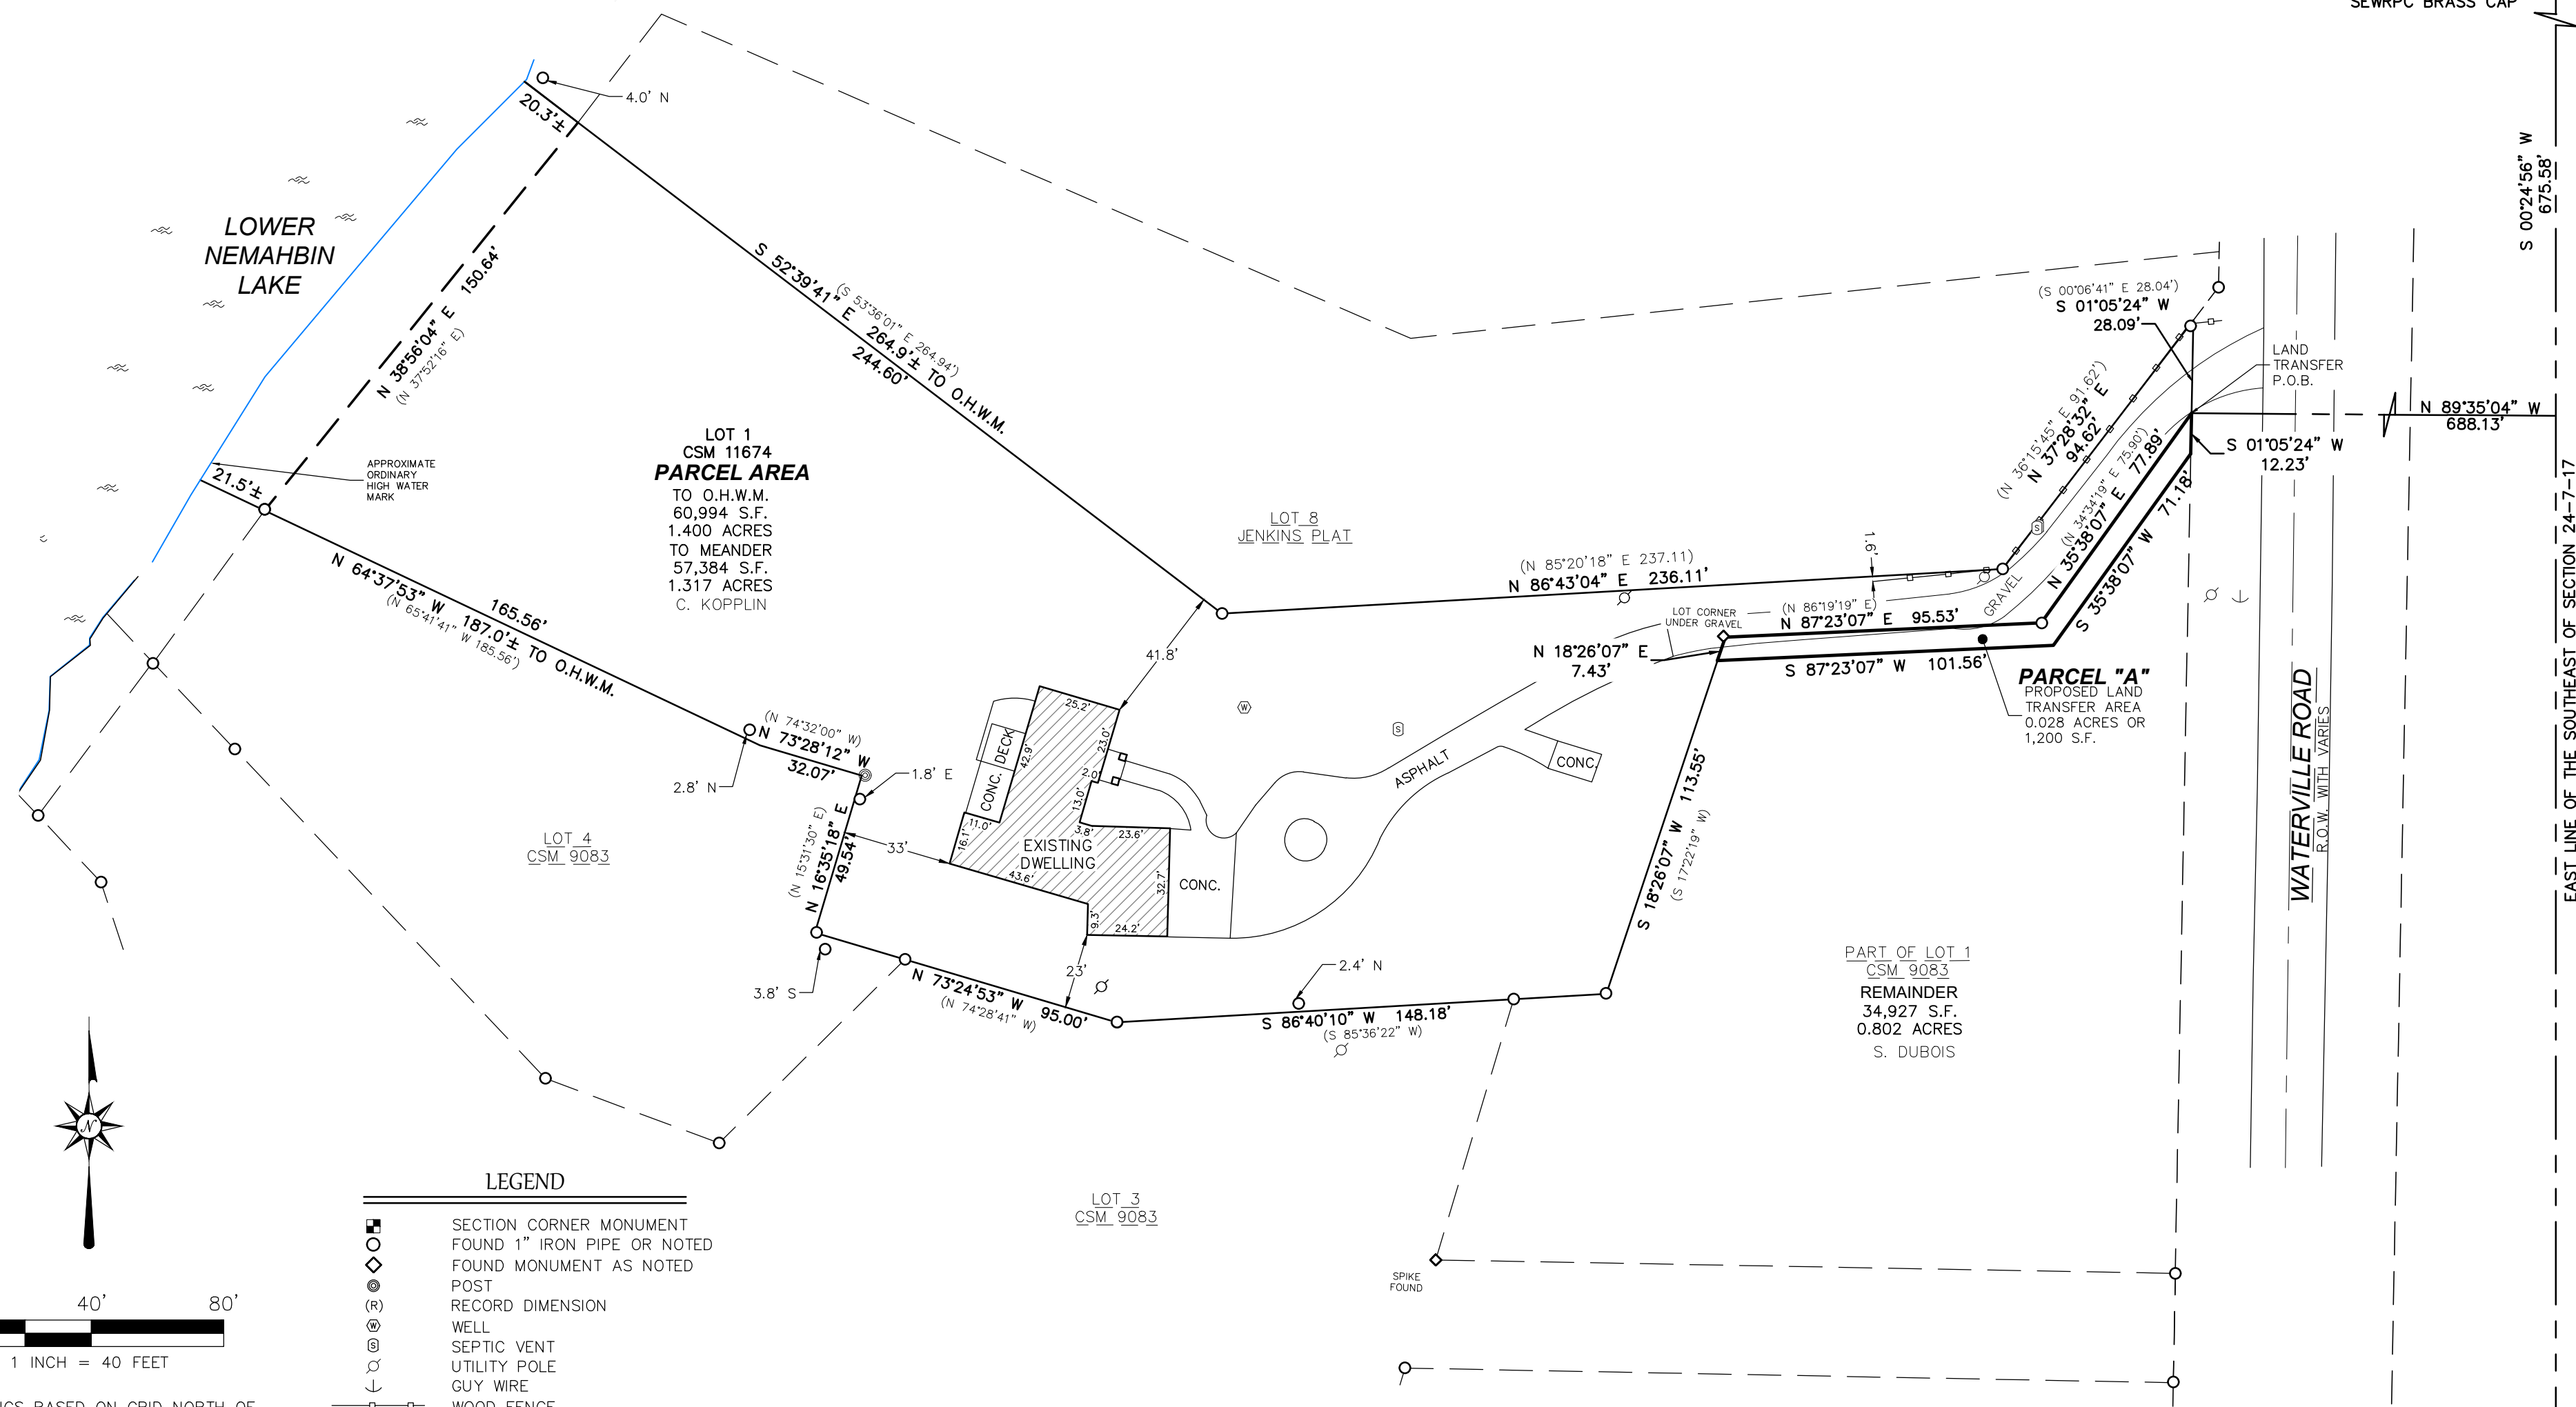 SEWRPC BRASS CAP
4.0' N
20.3'±
LOWER
NEMAHBIN
LAKE
N 38°56'04" E 150.64'
(N 37°52'16" E)
S 52°39'41" E 264.9'± TO O.H.W.M.
(S 53°36'01" E 264.94')
244.60'
S 00°24'56" W
675.58'
(S 00°06'41" E 28.04')
S 01°05'24" W
28.09'
LAND
TRANSFER
P.O.B.
N 89°35'04" W
688.13'
S 01°05'24" W
12.23'
(N 36°15'45" E 91.62')
N 37°28'32" E
94.62'
(N 34°34'19" E 75.90')
N 35°38'07" E 77.89'
S 35°38'07" W 71.18'
APPROXIMATE
ORDINARY
HIGH WATER
MARK
21.5'±
LOT 1
CSM 11674
PARCEL AREA
TO O.H.W.M.
60,994 S.F.
1.400 ACRES
TO MEANDER
57,384 S.F.
1.317 ACRES
C. KOPPLIN
LOT 8
JENKINS PLAT
1.6'
(N 85°20'18" E 237.11)
N 86°43'04" E 236.11'
GRAVEL
LOT CORNER
UNDER GRAVEL
(N 86°19'19" E)
N 87°23'07" E 95.53'
N 18°26'07" E
7.43'
S 87°23'07" W 101.56'
PARCEL "A"
PROPOSED LAND
TRANSFER AREA
0.028 ACRES OR
1,200 S.F.
165.56'
N 64°37'53" W 187.0'± TO O.H.W.M.
(N 65°41'41" W 185.56')
41.8'
(N 74°32'00" W)
N 73°28'12" W
32.07'
2.8' N
1.8' E
25.2'
23.0'
42.9'
CONC. DECK
2.0'
13.0'
11.0'
3.8'
23.6'
16.1'
EXISTING
DWELLING
43.6'
32.7'
9.3'
24.2'
CONC.
ASPHALT
CONC.
LOT 4
CSM 9083
(N 15°31'30" E)
N 16°35'18" E
49.54'
33'
S 18°26'07" W 113.55'
(S 17°22'19" W)
WATERVILLE ROAD
R.O.W. WITH VARIES
EAST LINE OF THE SOUTHEAST OF SECTION 24-7-17
3.8' S
N 73°24'53" W 95.00'
(N 74°28'41" W)
23'
2.4' N
S 86°40'10" W 148.18'
(S 85°36'22" W)
PART OF LOT 1
CSM 9083
REMAINDER
34,927 S.F.
0.802 ACRES
S. DUBOIS
N
LOT 3
CSM 9083
SPIKE
FOUND
LEGEND
SECTION CORNER MONUMENT
FOUND 1" IRON PIPE OR NOTED
FOUND MONUMENT AS NOTED
POST
(R) RECORD DIMENSION
W WELL
S SEPTIC VENT
UTILITY POLE
GUY WIRE
WOOD FENCE
40' 80'
1 INCH = 40 FEET
BASED ON GRID NORTH OF